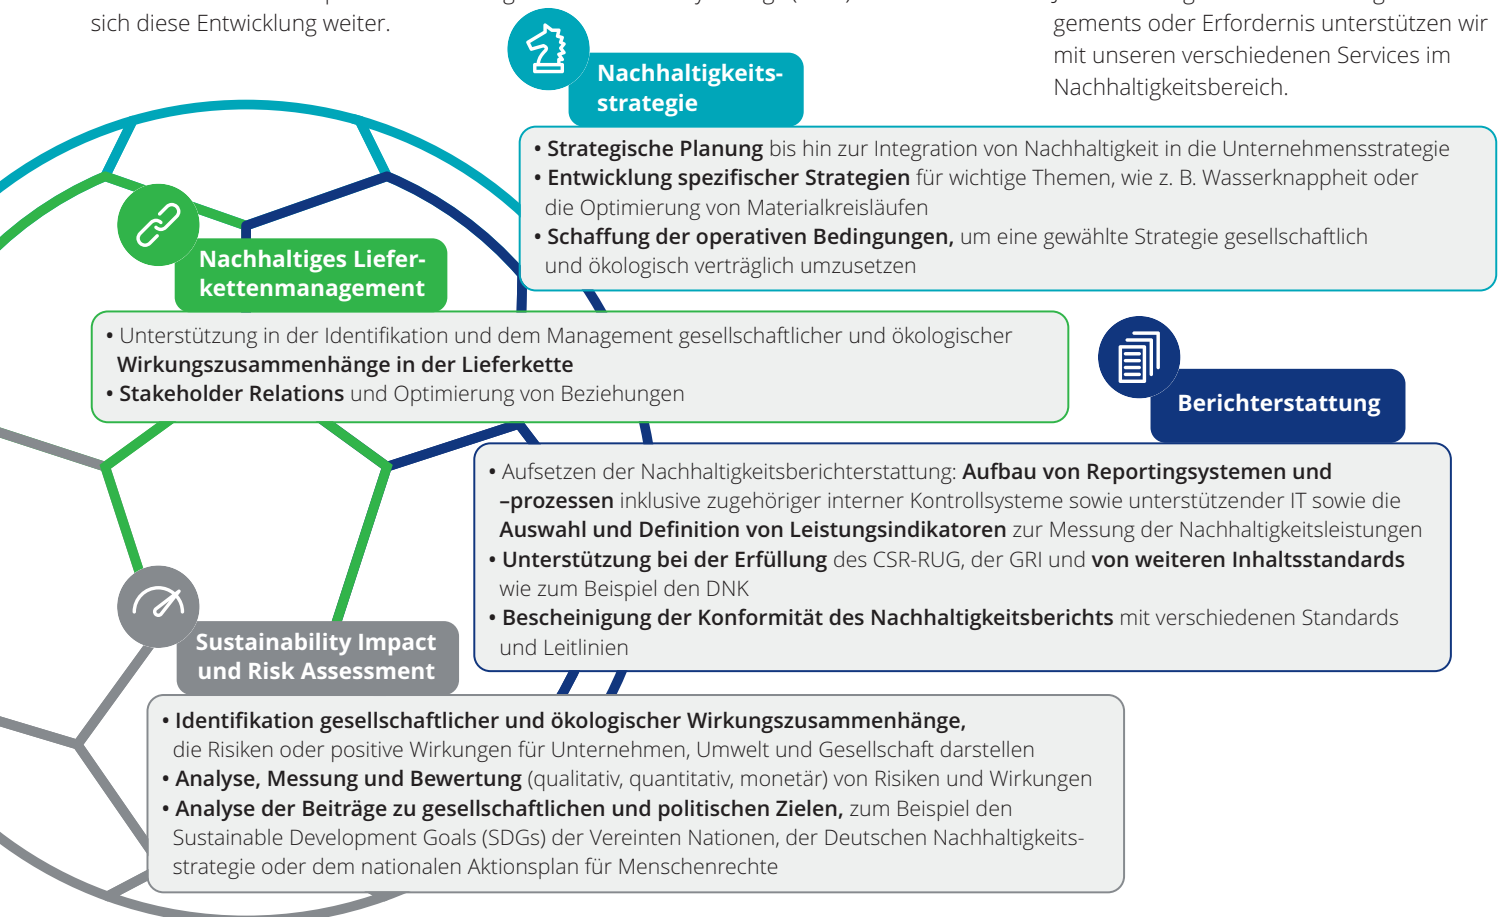 sich diese Entwicklung weiter.
gements oder Erfordernis unterstützen wir
mit unseren verschiedenen Services im
Nachhaltigkeitsbereich.
Nachhaltigkeits-
strategie
• Strategische Planung bis hin zur Integration von Nachhaltigkeit in die Unternehmensstrategie
• Entwicklung spezifischer Strategien für wichtige Themen, wie z. B. Wasserknappheit oder
die Optimierung von Materialkreisläufen
• Schaffung der operativen Bedingungen, um eine gewählte Strategie gesellschaftlich
und ökologisch verträglich umzusetzen
Nachhaltiges Liefer-
kettenmanagement
• Unterstützung in der Identifikation und dem Management gesellschaftlicher und ökologischer
Wirkungszusammenhänge in der Lieferkette
• Stakeholder Relations und Optimierung von Beziehungen
Berichterstattung
• Aufsetzen der Nachhaltigkeitsberichterstattung: Aufbau von Reportingsystemen und
–prozessen inklusive zugehöriger interner Kontrollsysteme sowie unterstützender IT sowie die
Auswahl und Definition von Leistungsindikatoren zur Messung der Nachhaltigkeitsleistungen
• Unterstützung bei der Erfüllung des CSR-RUG, der GRI und von weiteren Inhaltsstandards
wie zum Beispiel den DNK
• Bescheinigung der Konformität des Nachhaltigkeitsberichts mit verschiedenen Standards
und Leitlinien
Sustainability Impact
und Risk Assessment
• Identifikation gesellschaftlicher und ökologischer Wirkungszusammenhänge,
die Risiken oder positive Wirkungen für Unternehmen, Umwelt und Gesellschaft darstellen
• Analyse, Messung und Bewertung (qualitativ, quantitativ, monetär) von Risiken und Wirkungen
• Analyse der Beiträge zu gesellschaftlichen und politischen Zielen, zum Beispiel den
Sustainable Development Goals (SDGs) der Vereinten Nationen, der Deutschen Nachhaltigkeits-
strategie oder dem nationalen Aktionsplan für Menschenrechte